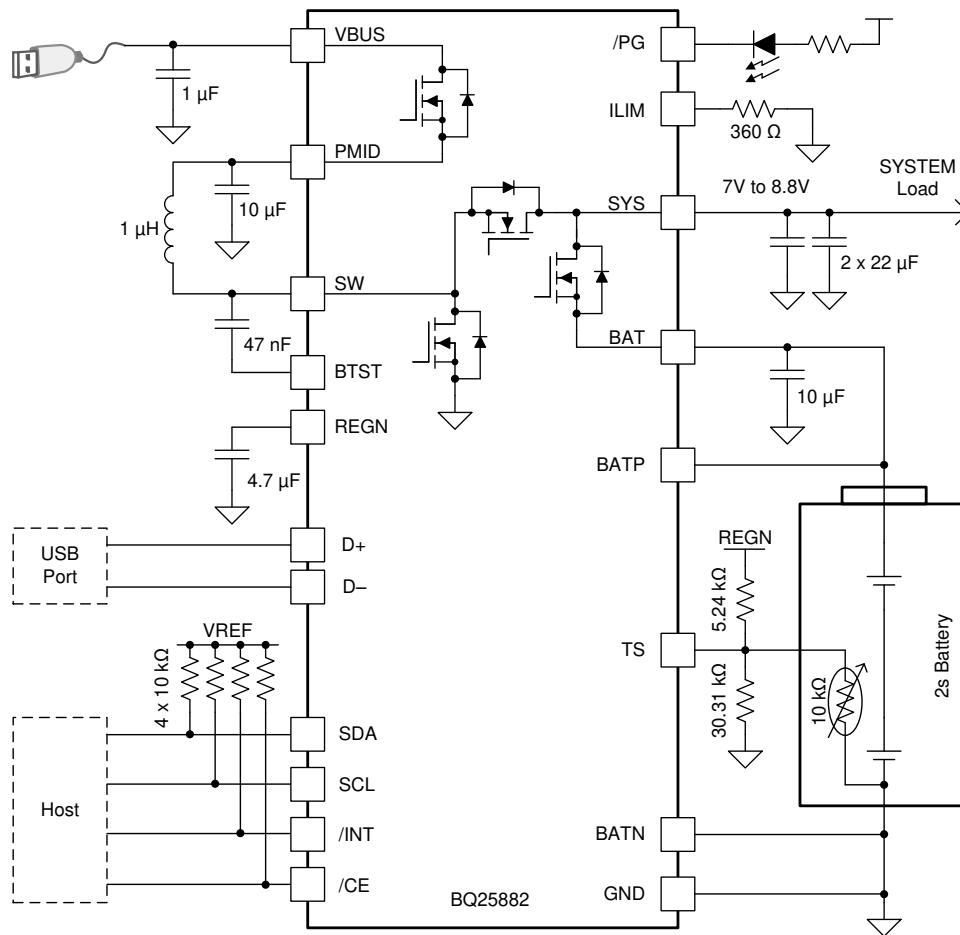 VBUS
1 µF
PMID
10 µF
1 µH
SW
47 nF
BTST
REGN
4.7 µF
USB
Port
D+
D–
VREF
4 x 10 kΩ
Host
SDA
SCL
/INT
/CE
BQ25882
/PG
ILIM
360 Ω
SYS
7V to 8.8V
SYSTEM
Load
2 x 22 µF
BAT
10 µF
BATP
REGN
5.24 kΩ
TS
30.31 kΩ
10 kΩ
2s Battery
BATN
GND